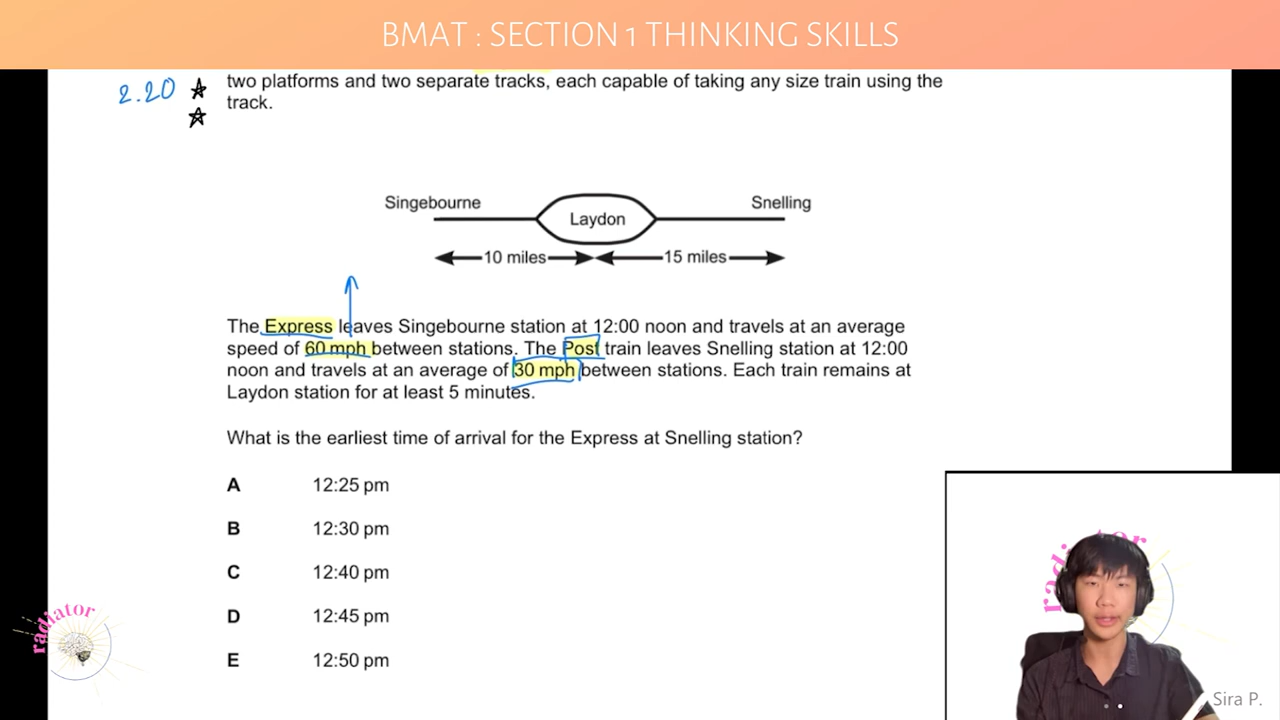 BMAT : SECTION 1 THINKING SKILLS
2.20
two platforms and two separate tracks, each capable of taking any size train using the
track.
Singebourne
Laydon
Snelling
10 miles
15 miles
The Express leaves Singebourne station at 12:00 noon and travels at an average
speed of 60 mph between stations. The Post train leaves Snelling station at 12:00
noon and travels at an average of 30 mph between stations. Each train remains at
Laydon station for at least 5 minutes.
What is the earliest time of arrival for the Express at Snelling station?
A 12:25 pm
B 12:30 pm
C 12:40 pm
D 12:45 pm
E 12:50 pm
radiator
Sira P.